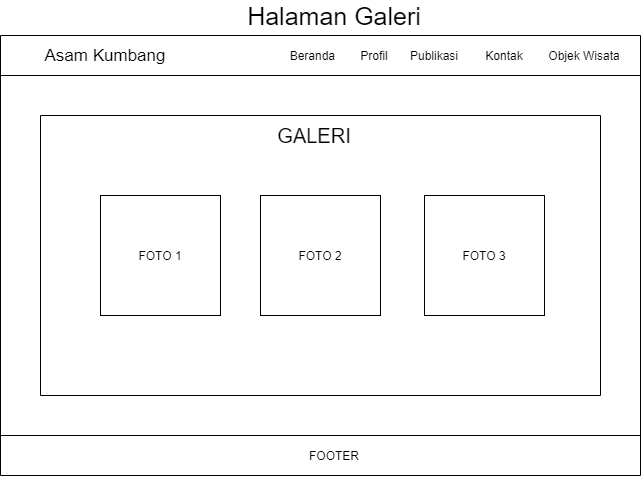 Halaman Galeri
Asam Kumbang Beranda Profil Publikasi Kontak Objek Wisata
GALERI
FOTO 1 FOTO 2 FOTO 3
FOOTER